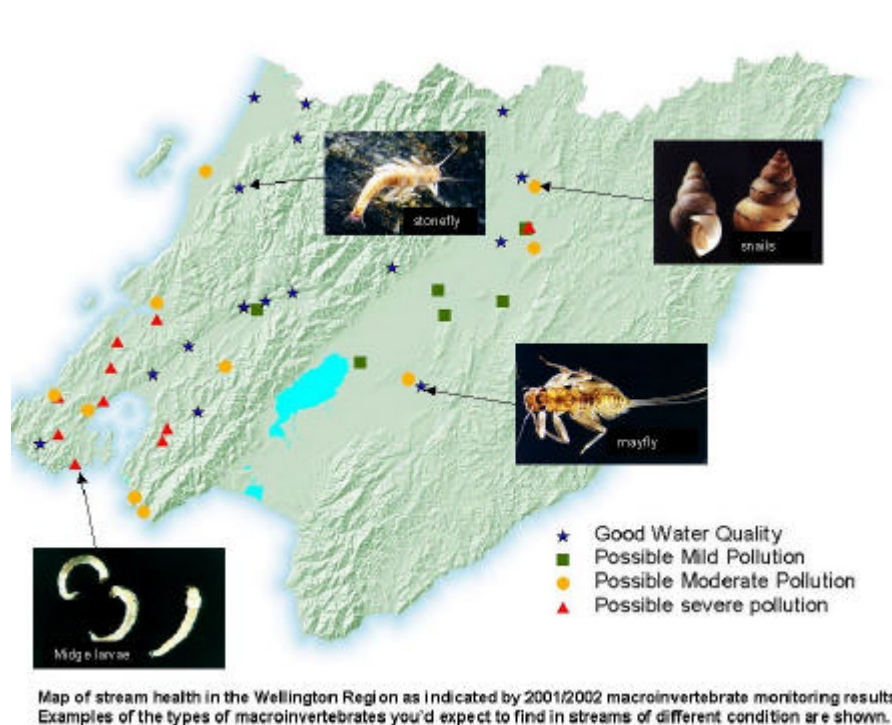 stonefly
snails
mayfly
Midge larvae
Good Water Quality
Possible Mild Pollution
Possible Moderate Pollution
Possible severe pollution
Map of stream health in the Wellington Region as indicated by 2001/2002 macroinvertebrate monitoring results
Examples of the types of macroinvertebrates you'd expect to find in streams of different condition are shown.